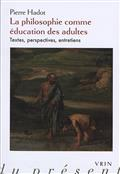 Pierre Hadot
La philosophie comme
éducation des adultes
Textes, perspectives, entretiens
VRIN